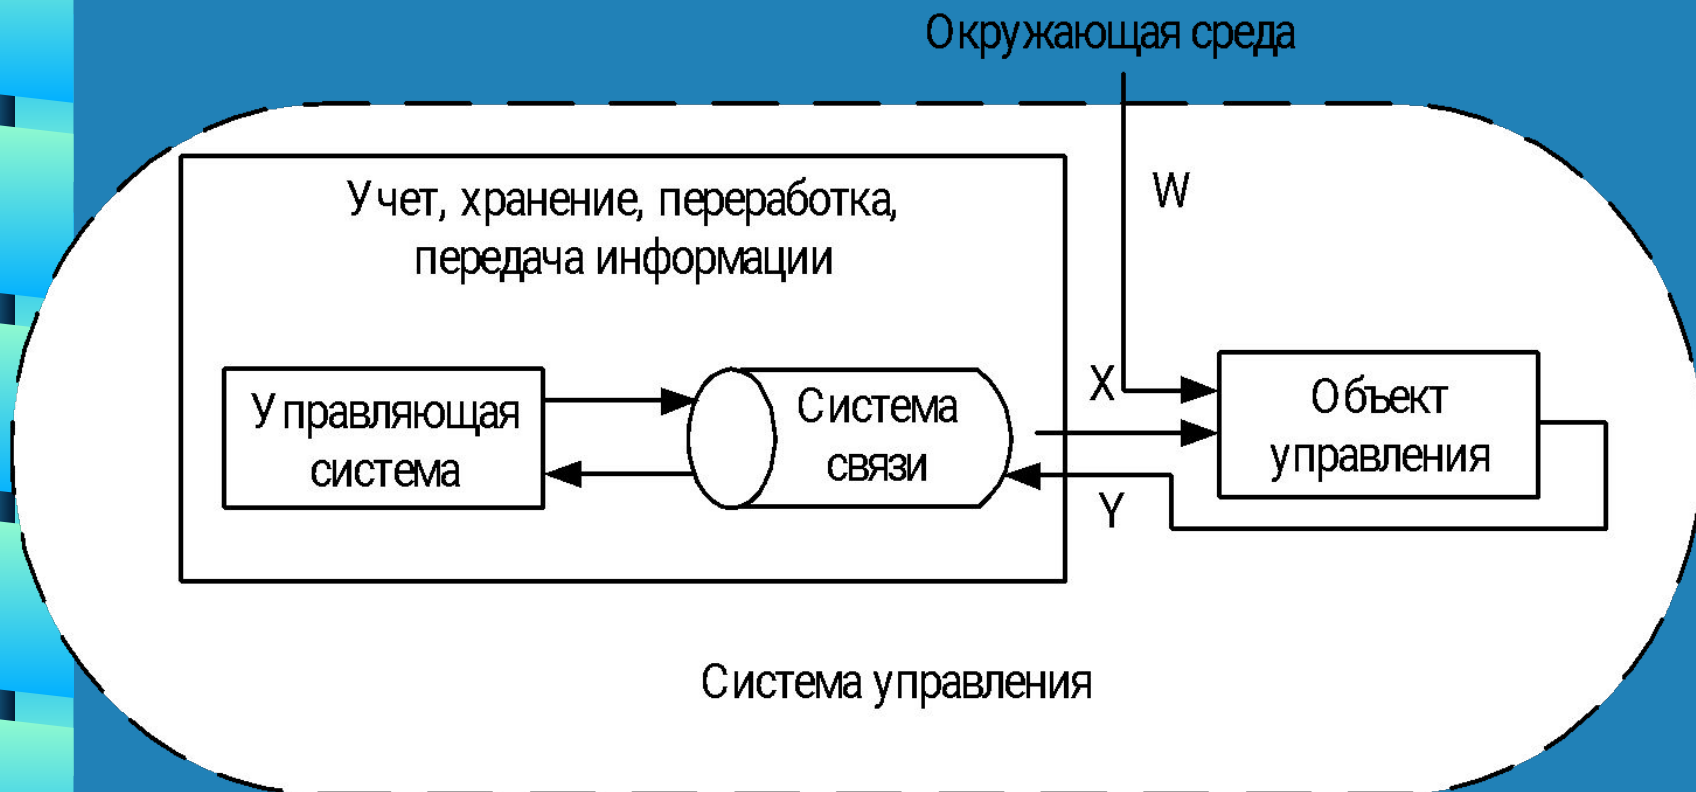 Окружающая среда
W
Учет, хранение, переработка,
передача информации
X
Управляющая
система
Система
связи
Объект
управления
Y
Система управления